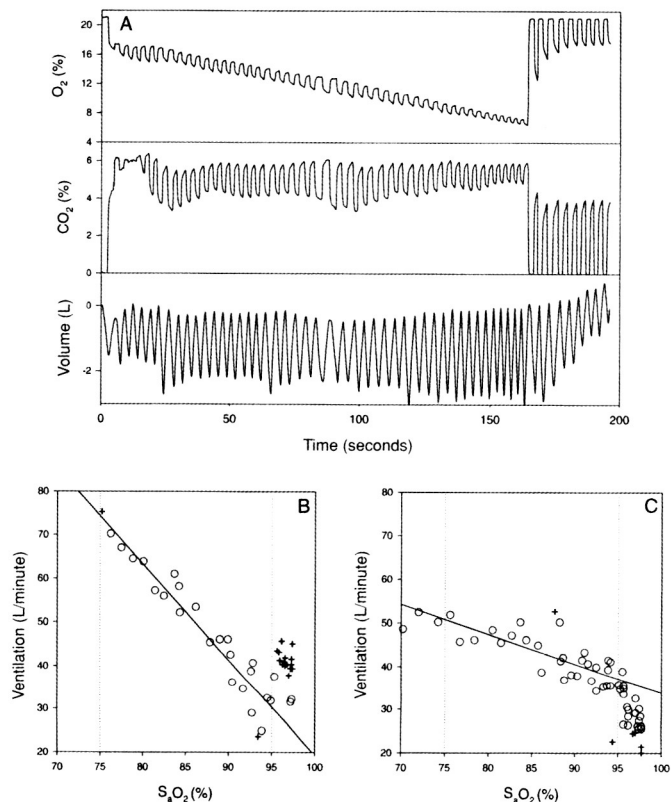 A
O₂ (%)
20
16
12
8
4
CO₂ (%)
6
4
2
0
Volume (L)
0
-2
0 50 100 150 200
Time (seconds)
B
Ventilation (L/minute)
80
70
60
50
40
30
20
70 75 80 85 90 95 100
SₐO₂ (%)
C
Ventilation (L/minute)
80
70
60
50
40
30
20
70 75 80 85 90 95 100
SₐO₂ (%)